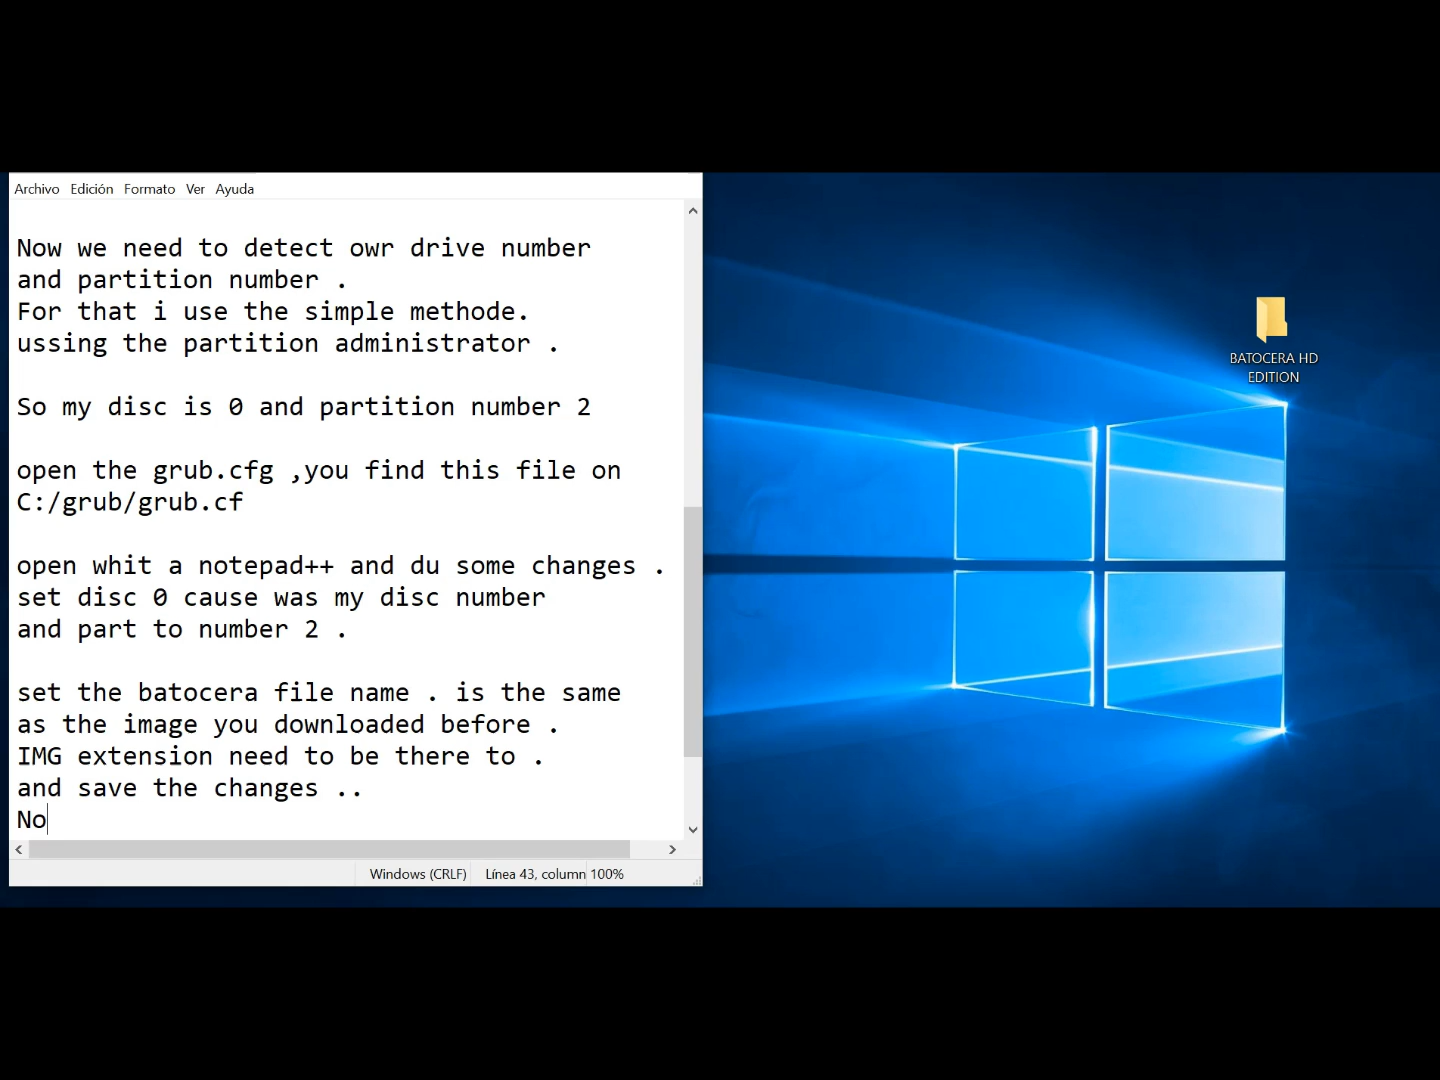 Archivo Edición Formato Ver Ayuda
Now we need to detect owr drive number
and partition number .
For that i use the simple methode.
ussing the partition administrator .
So my disc is 0 and partition number 2
open the grub.cfg ,you find this file on
C:/grub/grub.cf
open whit a notepad++ and du some changes .
set disc 0 cause was my disc number
and part to number 2 .
set the batocera file name . is the same
as the image you downloaded before .
IMG extension need to be there to .
and save the changes ..
No
Windows (CRLF) Línea 43, column 100%
BATOCERA HD
EDITION